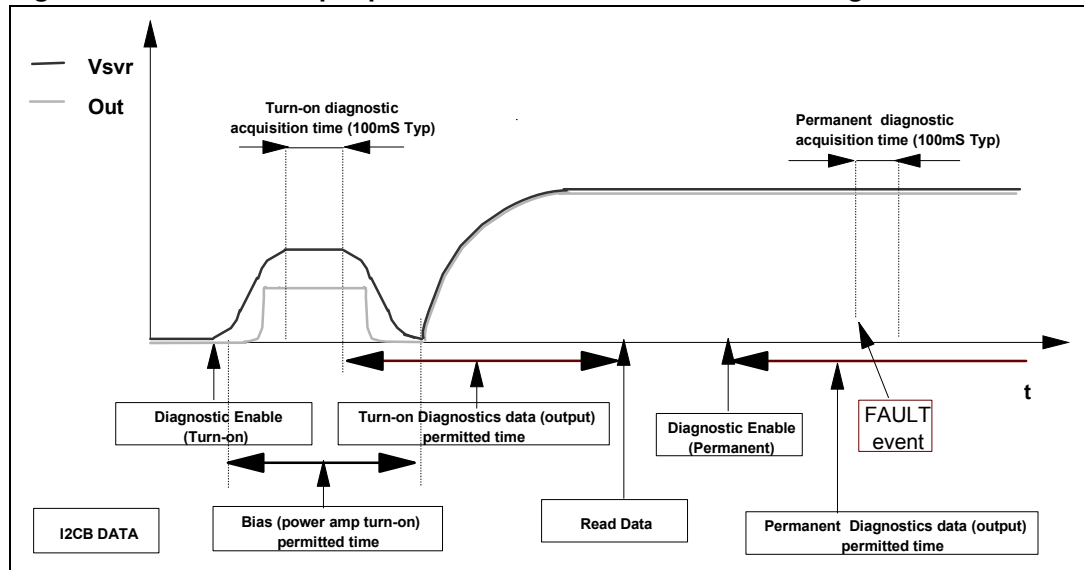 Vsvr
Out
Turn-on diagnostic
acquisition time (100mS Typ)
Permanent diagnostic
acquisition time (100mS Typ)
t
Diagnostic Enable
(Turn-on)
Turn-on Diagnostics data (output)
permitted time
Diagnostic Enable
(Permanent)
FAULT
event
I2CB DATA
Bias (power amp turn-on)
permitted time
Read Data
Permanent Diagnostics data (output)
permitted time